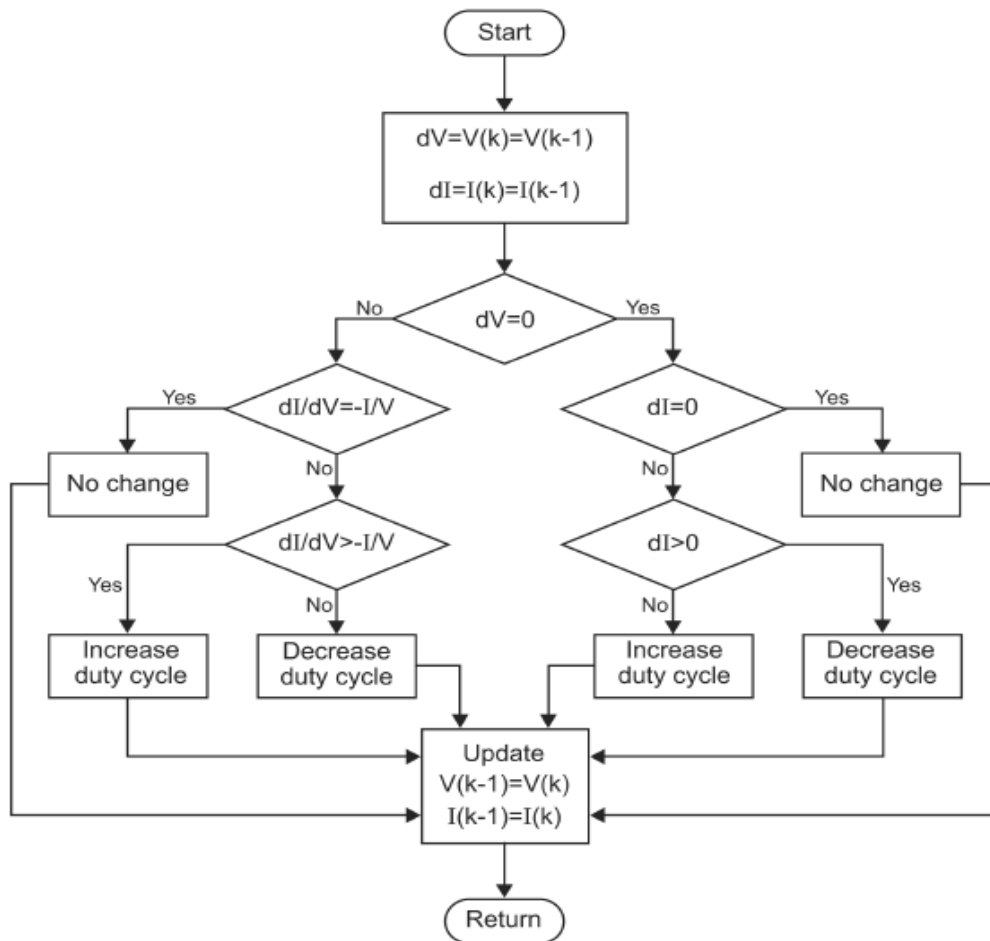 Start
dV=V(k)=V(k-1)
dI=I(k)=I(k-1)
dV=0
No
Yes
dI/dV=-I/V
Yes
No
dI=0
Yes
No
No change
No change
dI/dV>-I/V
Yes
No
dI>0
No
Yes
Increase
duty cycle
Decrease
duty cycle
Increase
duty cycle
Decrease
duty cycle
Update
V(k-1)=V(k)
I(k-1)=I(k)
Return